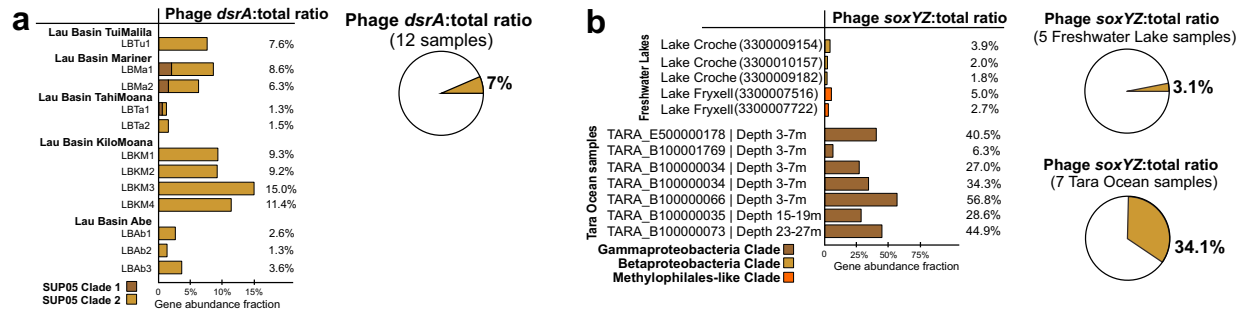 a
Phage dsrA:total ratio
Lau Basin TuiMalila
LBTu1 7.6%
Lau Basin Mariner
LBMa1 8.6%
LBMa2 6.3%
Lau Basin TahiMoana
LBTa1 1.3%
LBTa2 1.5%
Lau Basin KiloMoana
LBKM1 9.3%
LBKM2 9.2%
LBKM3 15.0%
LBKM4 11.4%
Lau Basin Abe
LBAb1 2.6%
LBAb2 1.3%
LBAb3 3.6%
SUP05 Clade 1
SUP05 Clade 2
0 5% 10% 15%
Gene abundance fraction
Phage dsrA:total ratio
(12 samples)
7%
b
Phage soxYZ:total ratio
Freshwater Lakes
Lake Croche (3300009154) 3.9%
Lake Croche (3300010157) 2.0%
Lake Croche (3300009182) 1.8%
Lake Fryxell (3300007516) 5.0%
Lake Fryxell (3300007722) 2.7%
Tara Ocean samples
TARA_E500000178 | Depth 3-7m 40.5%
TARA_B100001769 | Depth 3-7m 6.3%
TARA_B100000034 | Depth 3-7m 27.0%
TARA_B100000034 | Depth 3-7m 34.3%
TARA_B100000066 | Depth 3-7m 56.8%
TARA_B100000035 | Depth 15-19m 28.6%
TARA_B100000073 | Depth 23-27m 44.9%
Gammaproteobacteria Clade
Betaproteobacteria Clade
Methylophilales-like Clade
0 25% 50% 75%
Gene abundance fraction
Phage soxYZ:total ratio
(5 Freshwater Lake samples)
3.1%
Phage soxYZ:total ratio
(7 Tara Ocean samples)
34.1%